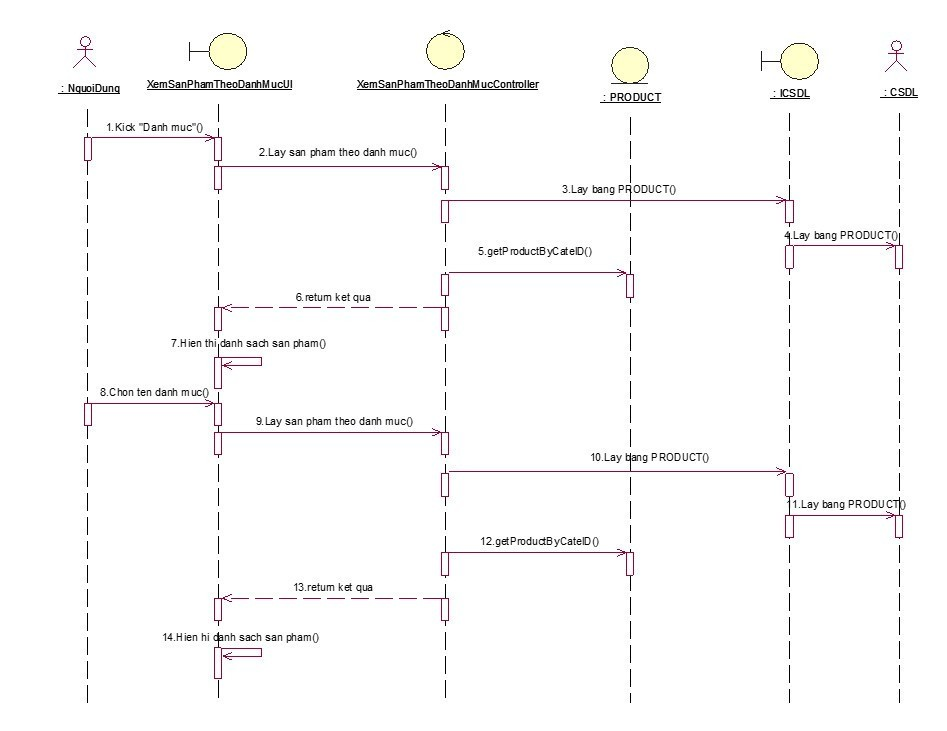 : NguoiDung
XemSanPhamTheoDanhMucUI
XemSanPhamTheoDanhMucController
: PRODUCT
: ICSDL
: CSDL
1.Kick "Danh muc"()
2.Lay san pham theo danh muc()
3.Lay bang PRODUCT()
4.Lay bang PRODUCT()
5.getProductByCateID()
6.return ket qua
7.Hien thi danh sach san pham()
8.Chon ten danh muc()
9.Lay san pham theo danh muc()
10.Lay bang PRODUCT()
11.Lay bang PRODUCT()
12.getProductByCateID()
13.return ket qua
14.Hien hi danh sach san pham()